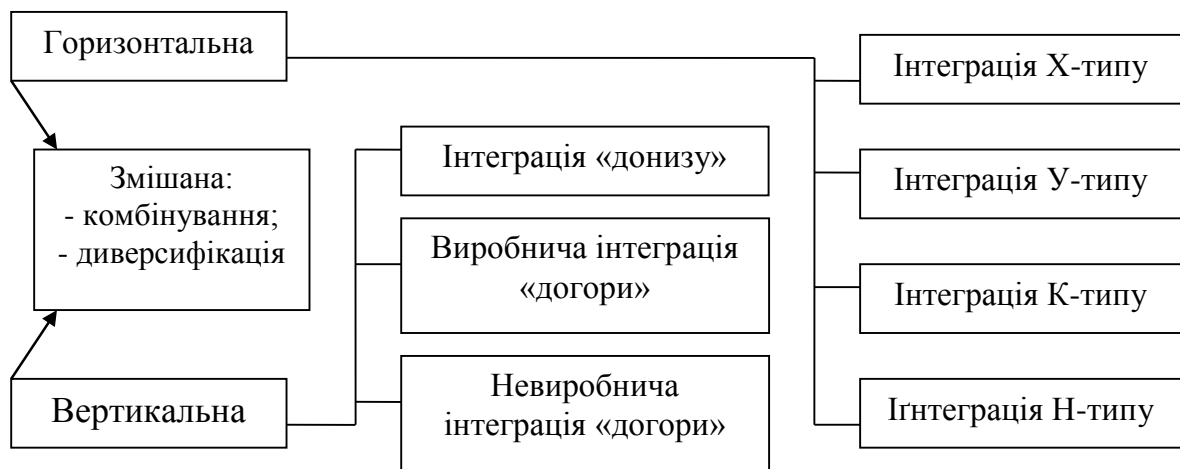 Горизонтальна
Змішана:
- комбінування;
- диверсифікація
Вертикальна
Інтеграція «донизу»
Виробнича інтеграція
«догори»
Невиробнича
інтеграція «догори»
Інтеграція Х-типу
Інтеграція У-типу
Інтеграція К-типу
Іґнтеграція Н-типу